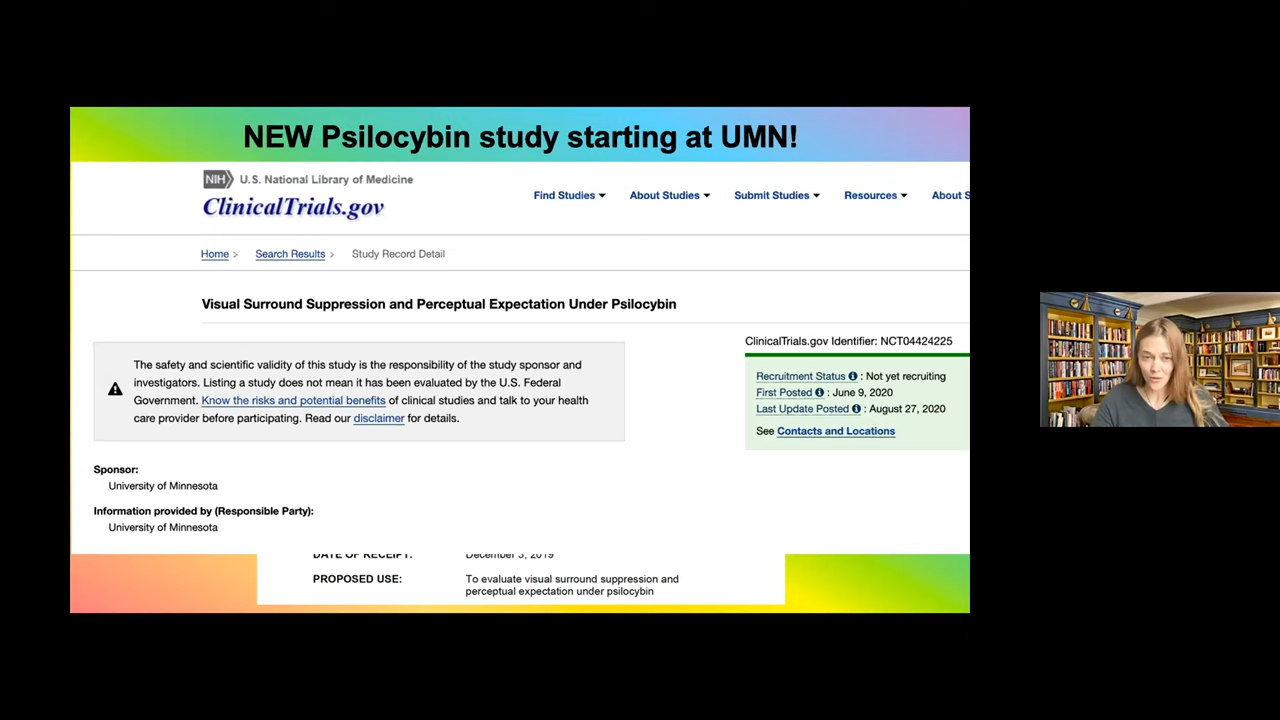 NEW Psilocybin study starting at UMN!
NIH U.S. National Library of Medicine
ClinicalTrials.gov
Find Studies About Studies Submit Studies Resources About S
Home > Search Results > Study Record Detail
Visual Surround Suppression and Perceptual Expectation Under Psilocybin
The safety and scientific validity of this study is the responsibility of the study sponsor and
investigators. Listing a study does not mean it has been evaluated by the U.S. Federal
Government. Know the risks and potential benefits of clinical studies and talk to your health
care provider before participating. Read our disclaimer for details.
ClinicalTrials.gov Identifier: NCT04424225
Recruitment Status : Not yet recruiting
First Posted : June 9, 2020
Last Update Posted : August 27, 2020
See Contacts and Locations
Sponsor:
University of Minnesota
Information provided by (Responsible Party):
University of Minnesota
DATE OF RECEIPT: December 3, 2019
PROPOSED USE: To evaluate visual surround suppression and
perceptual expectation under psilocybin